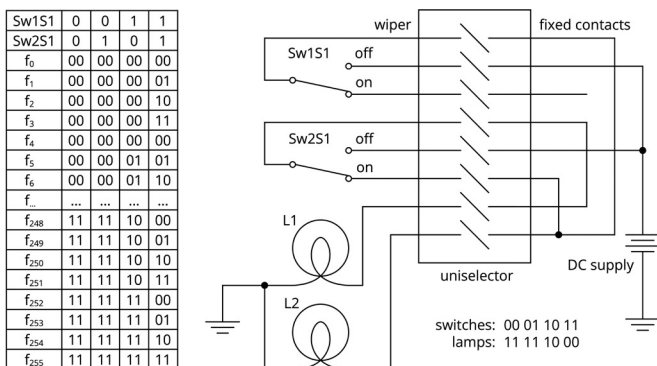 Sw1S1 0 0 1 1
Sw2S1 0 1 0 1
f₀ 00 00 00 00
f₁ 00 00 00 01
f₂ 00 00 00 10
f₃ 00 00 00 11
f₄ 00 00 00 00
f₅ 00 00 01 01
f₆ 00 00 01 10
f... ... ... ... ...
f₂₄₈ 11 11 10 00
f₂₄₉ 11 11 10 01
f₂₅₀ 11 11 10 10
f₂₅₁ 11 11 10 11
f₂₅₂ 11 11 11 00
f₂₅₃ 11 11 11 01
f₂₅₄ 11 11 11 10
f₂₅₅ 11 11 11 11
wiper
fixed contacts
Sw1S1 off
on
Sw2S1 off
on
L1
L2
uniselector
DC supply
switches: 00 01 10 11
lamps: 11 11 10 00